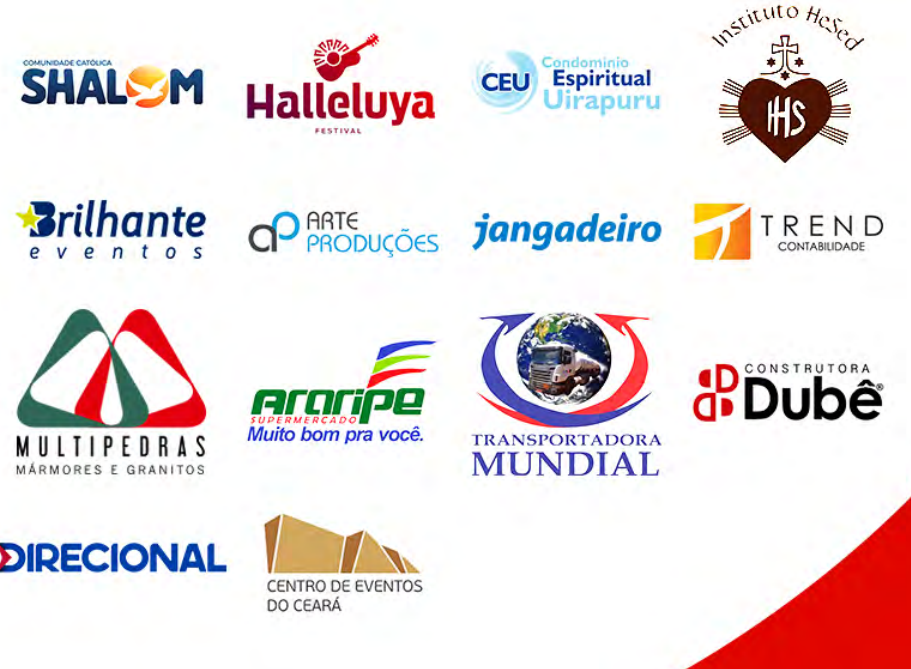 COMUNIDADE CATÓLICA
SHALOM
Halleluya
FESTIVAL
CEU
Condomínio
Espiritual
Uirapuru
Instituto HeSed
IHS
Brilhante
eventos
ap ARTE
PRODUÇÕES
jangadeiro
TREND
CONTABILIDADE
MULTIPEDRAS
MÁRMORES E GRANITOS
Araripe
SUPERMERCADO
Muito bom pra você.
TRANSPORTADORA
MUNDIAL
CONSTRUTORA
Dubê®
DIRECIONAL
CENTRO DE EVENTOS
DO CEARÁ